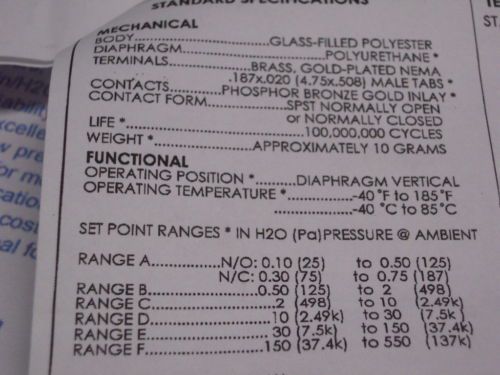 STANDARD SPECIFICATIONS
MECHANICAL
BODY..............................GLASS-FILLED POLYESTER
DIAPHRAGM..............................POLYURETHANE *
TERMINALS....................BRASS, GOLD-PLATED NEMA
.187x.020 (4.75x.508) MALE TABS *
CONTACTS................PHOSPHOR BRONZE GOLD INLAY *
CONTACT FORM....................SPST NORMALLY OPEN
or NORMALLY CLOSED
LIFE *..............................100,000,000 CYCLES
WEIGHT *....................APPROXIMATELY 10 GRAMS
FUNCTIONAL
OPERATING POSITION *..........DIAPHRAGM VERTICAL
OPERATING TEMPERATURE *................-40 °F to 185°F
................-40 °C to 85°C
SET POINT RANGES * IN H2O (Pa)PRESSURE @ AMBIENT
RANGE A................N/O: 0.10 (25) to 0.50 (125)
N/C: 0.30 (75) to 0.75 (187)
RANGE B.........................0.50 (125) to 2 (498)
RANGE C............................2 (498) to 10 (2.49k)
RANGE D..........................10 (2.49k) to 30 (7.5k)
RANGE E..........................30 (7.5k) to 150 (37.4k)
RANGE F........................150 (37.4k) to 550 (137k)